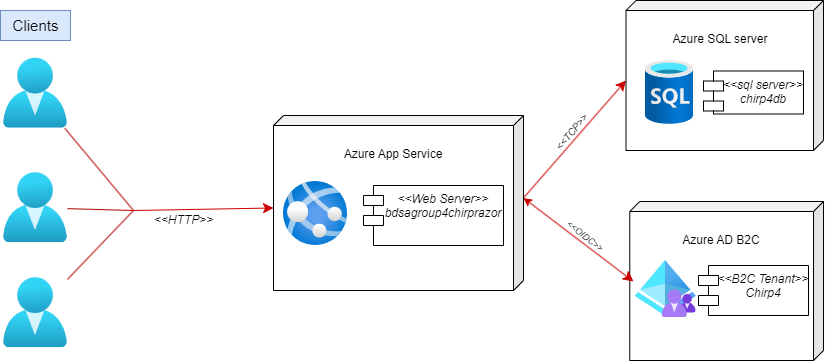 Clients
<<HTTP>>
Azure App Service
<<Web Server>>
bdsagroup4chirprazor
<<TCP>>
<<OIDC>>
Azure SQL server
SQL
<<sql server>>
chirp4db
Azure AD B2C
<<B2C Tenant>>
Chirp4